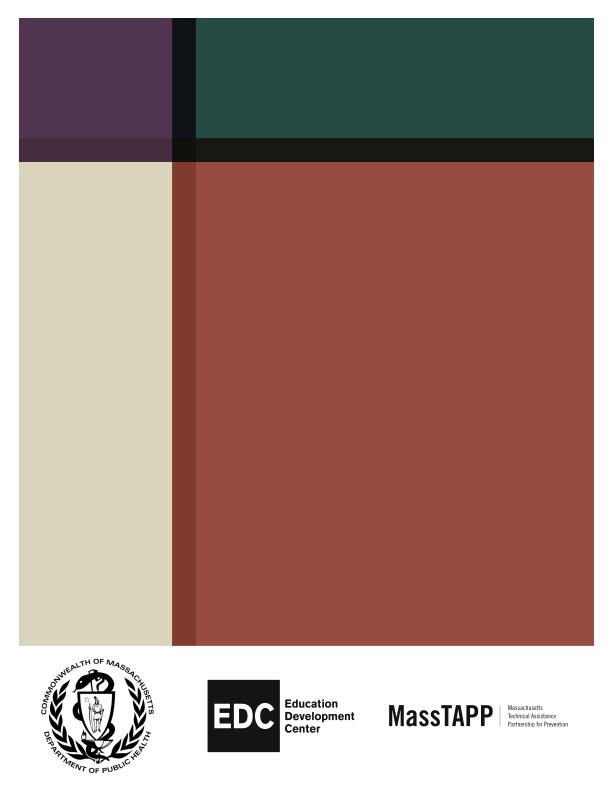 COMMONWEALTH OF MASSACHUSETTS
DEPARTMENT OF PUBLIC HEALTH
EDC
Education
Development
Center
MassTAPP
Massachusetts
Technical Assistance
Partnership for Prevention